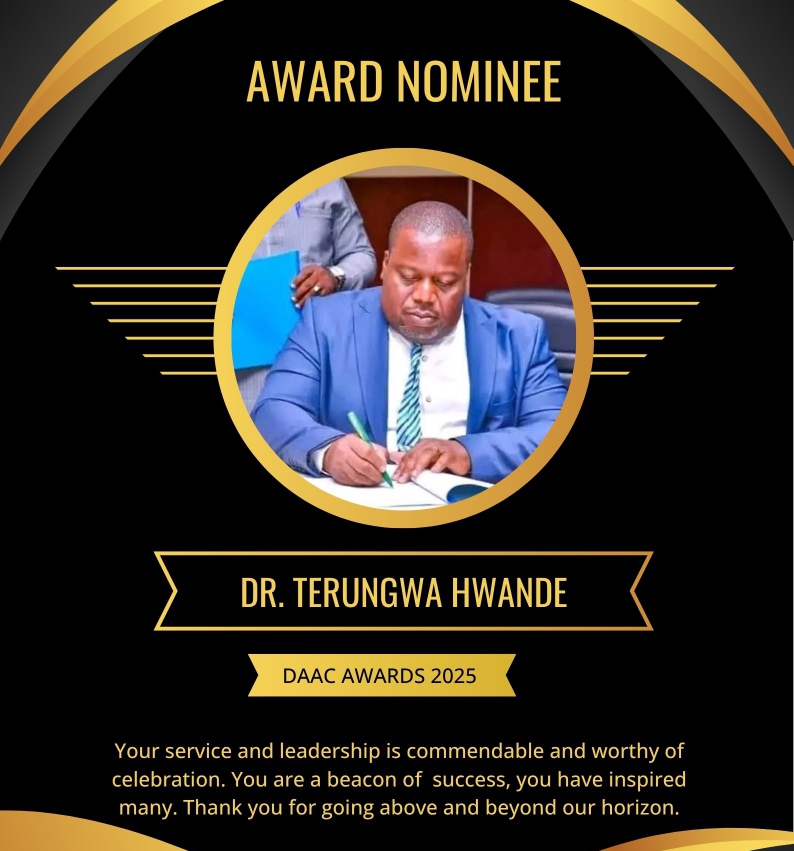 AWARD NOMINEE
DR. TERUNGWA HWANDE
DAAC AWARDS 2025
Your service and leadership is commendable and worthy of
celebration. You are a beacon of  success, you have inspired
many. Thank you for going above and beyond our horizon.